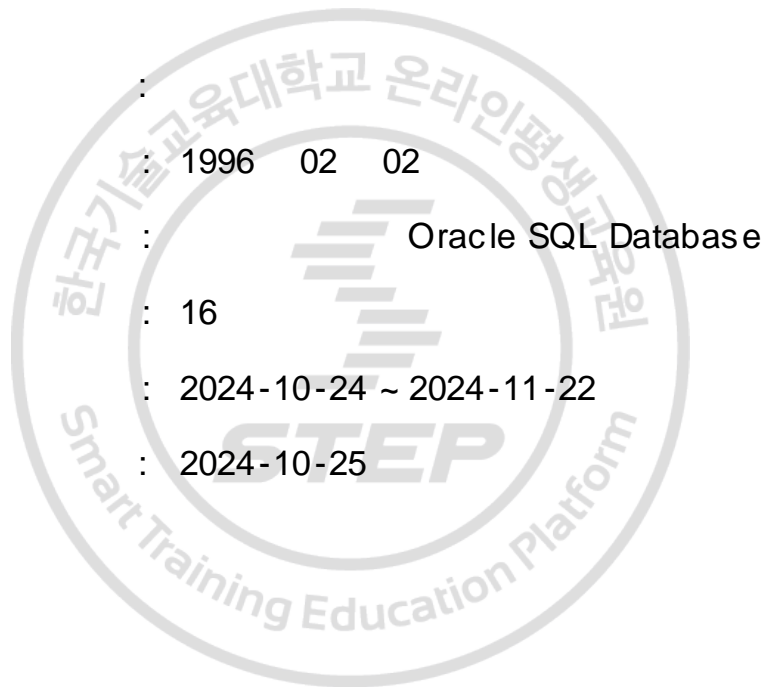 한국기술교육대학교 온라인평생교육원
:
: 1996 02 02
: Oracle SQL Database
: 16
: 2024-10-24 ~ 2024-11-22
STEP
: 2024-10-25
Smart Training Education Platform